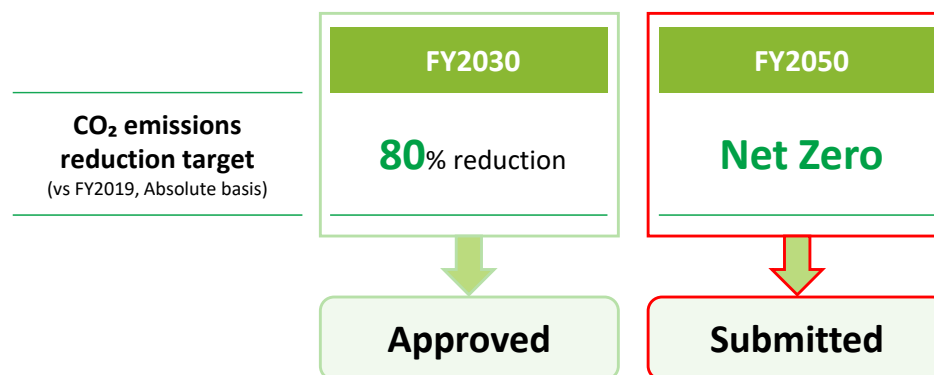 FY2030
FY2050
CO₂ emissions
reduction target
(vs FY2019, Absolute basis)
80% reduction
Net Zero
Approved
Submitted